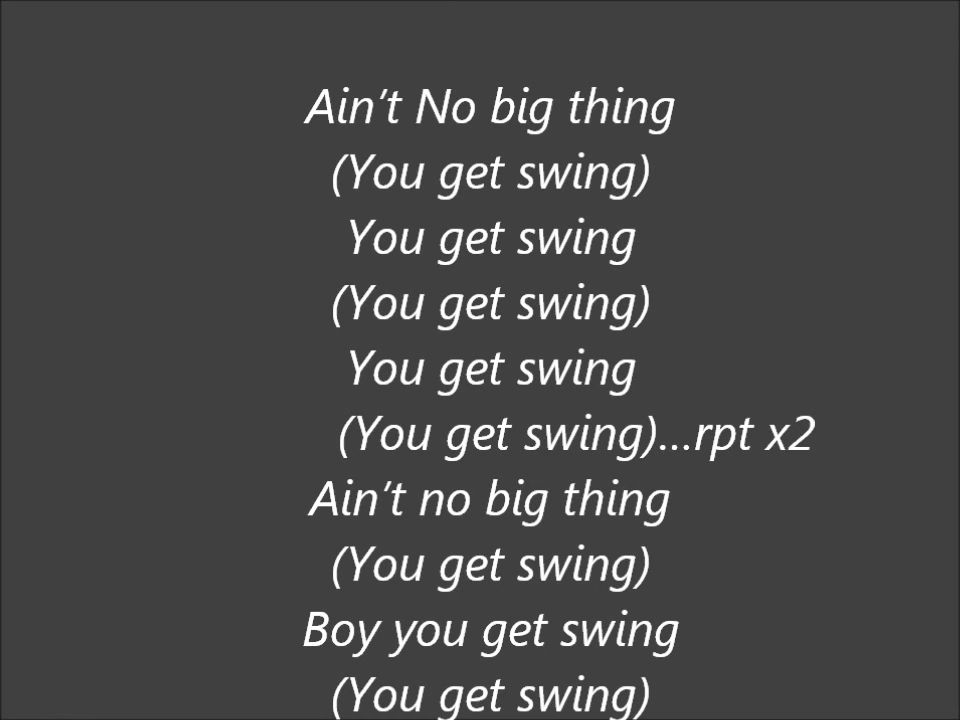 Ain't No big thing
(You get swing)
You get swing
(You get swing)
You get swing
(You get swing)...rpt x2
Ain't no big thing
(You get swing)
Boy you get swing
(You get swing)